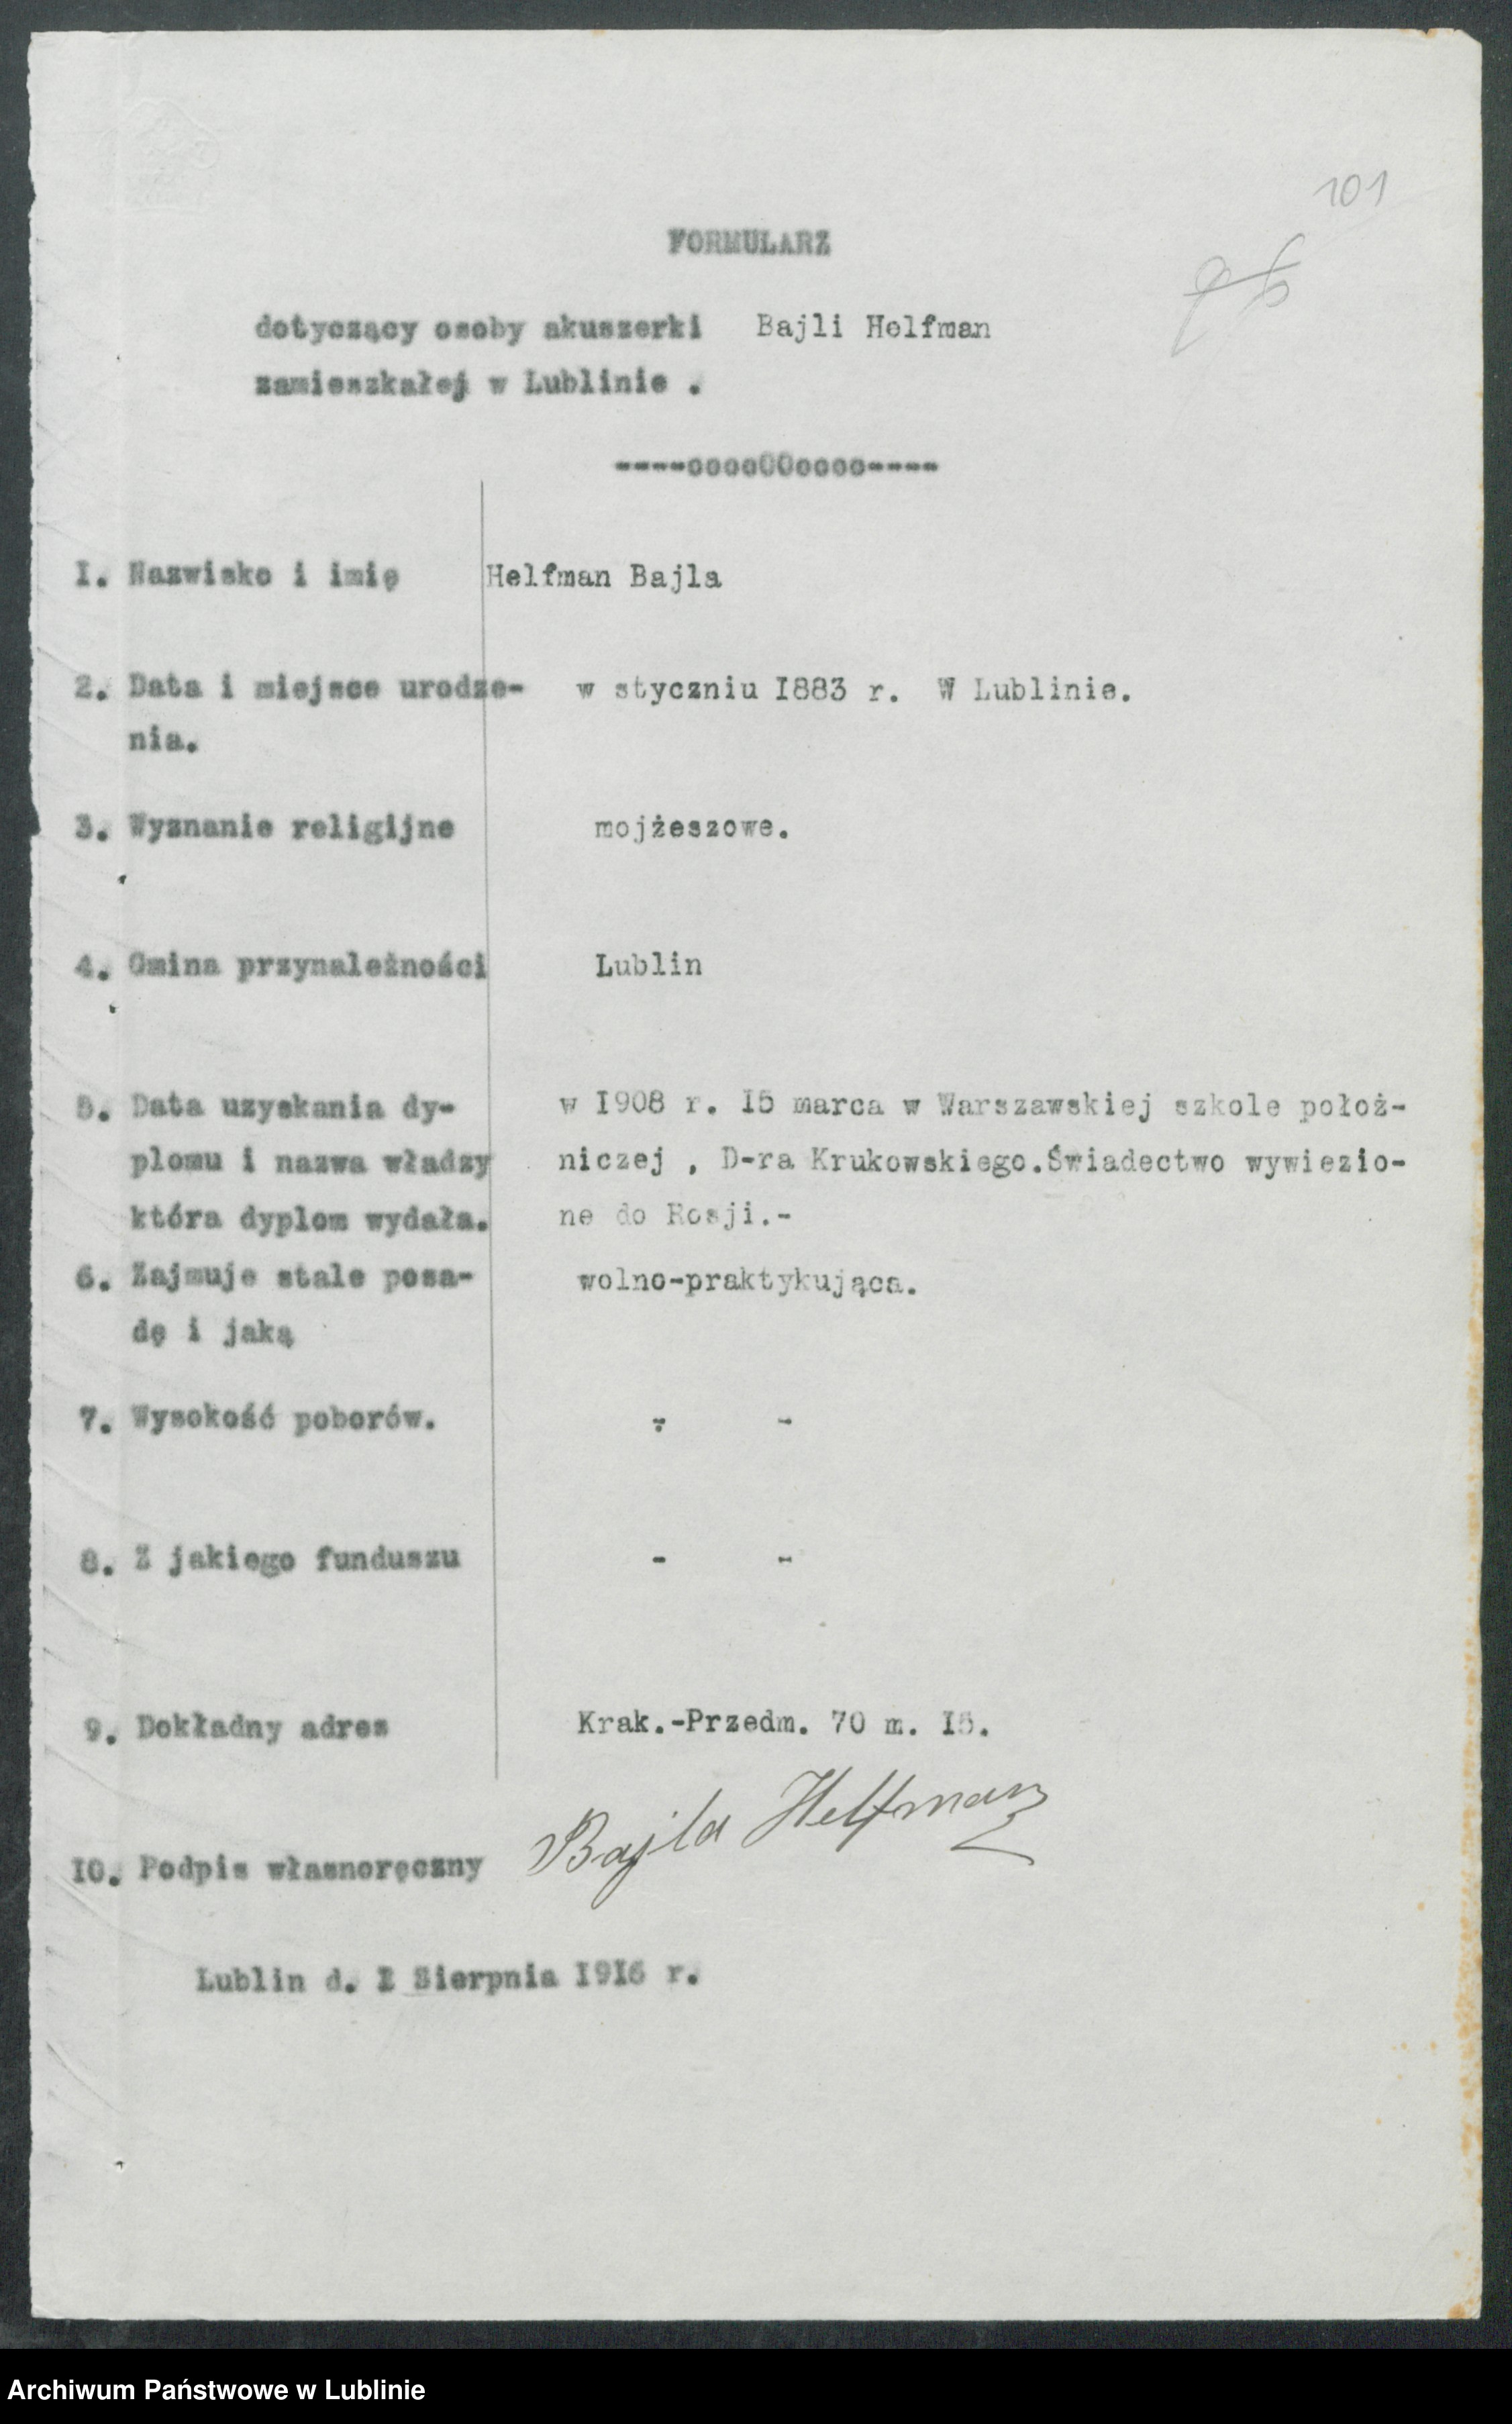 101
FORMULARZ
dotyczący osoby akuszerki Bajli Helfman
zamieszkałej w Lublinie .
----ooooOOoooo----
I. Nazwisko i imię Helfman Bajla
2. Data i miejsce urodze- w styczniu I883 r. W Lublinie.
nia.
3. Wyznanie religijne mojżeszowe.
4. Gmina przynależności Lublin
5. Data uzyskania dy- w I908 r. I5 marca w Warszawskiej szkole położ-
plomu i nazwa władzy niczej , D-ra Krukowskiego.Świadectwo wywiezio-
która dyplom wydała. ne do Rosji.-
6. Zajmuje stale posa- wolno-praktykująca.
dę i jaką
7. Wysokość poborów. - -
8. Z jakiego funduszu - -
9. Dokładny adres Krak.-Przedm. 70 m. I5.
IO. Podpis własnoręczny Bajla Helfman
Lublin d. Sierpnia I9I6 r.
Archiwum Państwowe w Lublinie